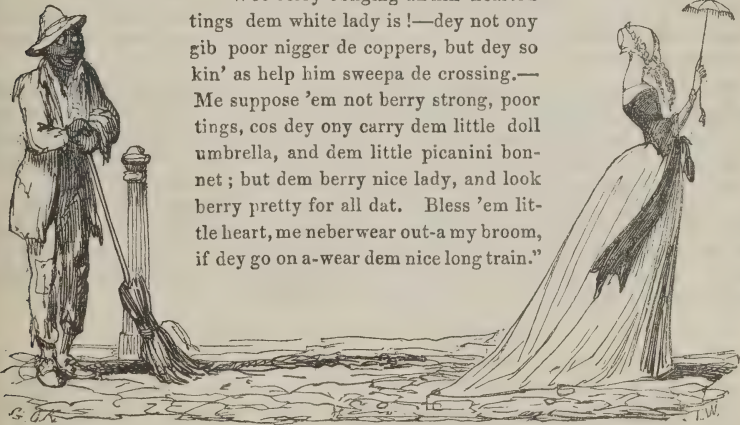 tings dem white lady is !—dey not ony
gib poor nigger de coppers, but dey so
kin' as help him sweepa de crossing.—
Me suppose 'em not berry strong, poor
tings, cos dey ony carry dem little doll
umbrella, and dem little picanini bon-
net ; but dem berry nice lady, and look
berry pretty for all dat. Bless 'em lit-
tle heart, me neberwear out-a my broom,
if dey go on a-wear dem nice long train."
G. CK.
T.W.